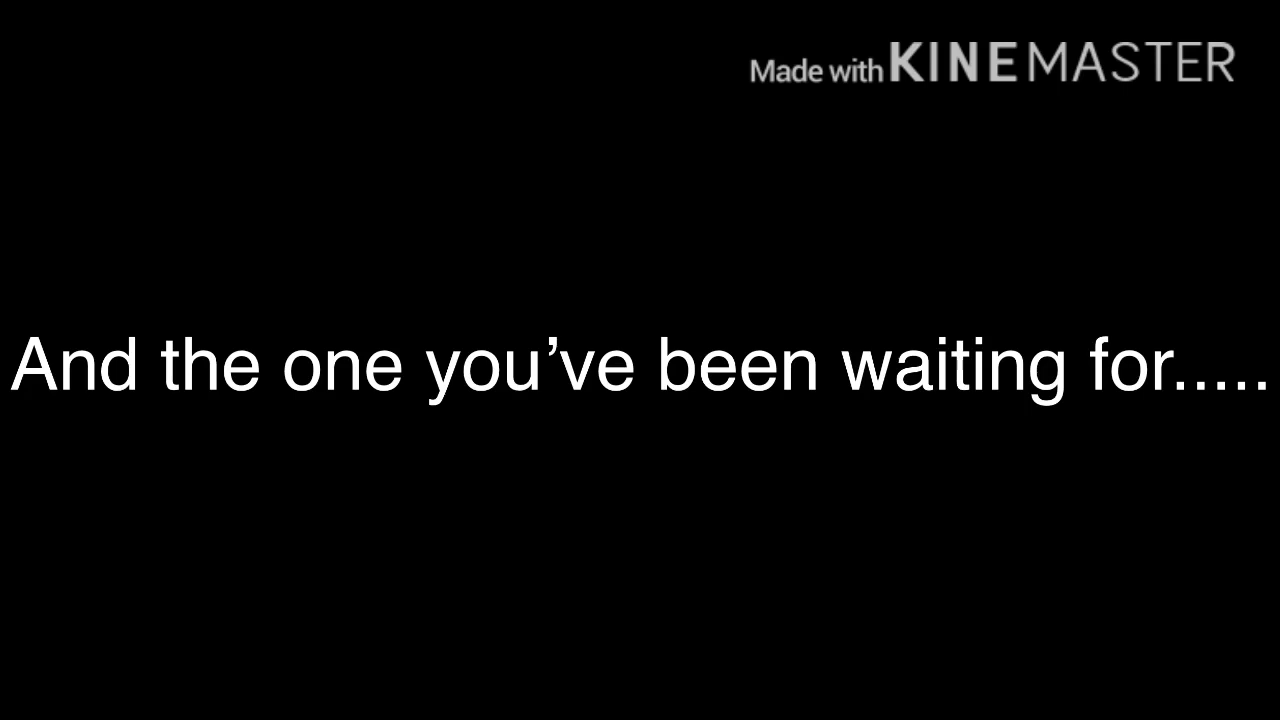 Made with KINEMASTER
And the one you’ve been waiting for.....